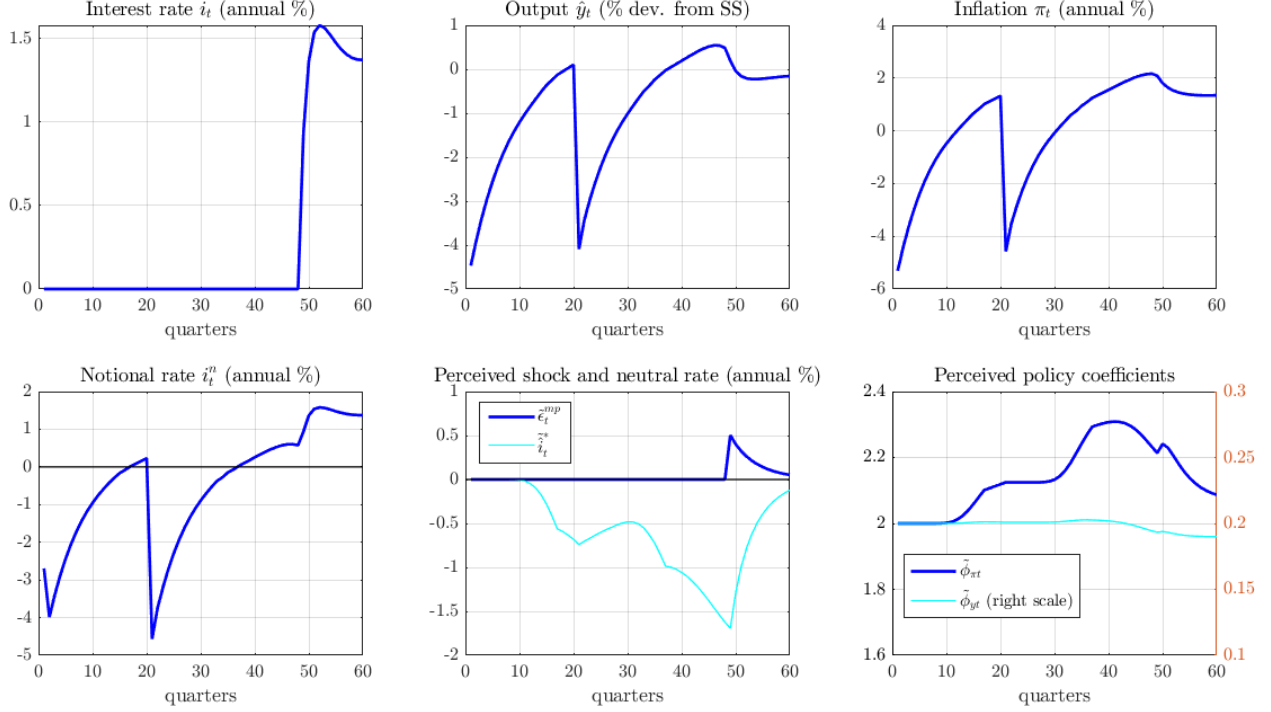 Interest rate i_t (annual %)
1.5
1
0.5
0
0 10 20 30 40 50 60
quarters
Output ŷ_t (% dev. from SS)
1
0
-1
-2
-3
-4
-5
0 10 20 30 40 50 60
quarters
Inflation π_t (annual %)
4
2
0
-2
-4
-6
0 10 20 30 40 50 60
quarters
Notional rate i_t^n (annual %)
2
1
0
-1
-2
-3
-4
-5
0 10 20 30 40 50 60
quarters
Perceived shock and neutral rate (annual %)
1
0.5
0
-0.5
-1
-1.5
-2
ε̃_t^{mp}
ĩ̂_t^*
0 10 20 30 40 50 60
quarters
Perceived policy coefficients
2.4
2.2
2
1.8
1.6
0.3
0.25
0.2
0.15
0.1
ϕ̃_{πt}
ϕ̃_{yt} (right scale)
0 10 20 30 40 50 60
quarters